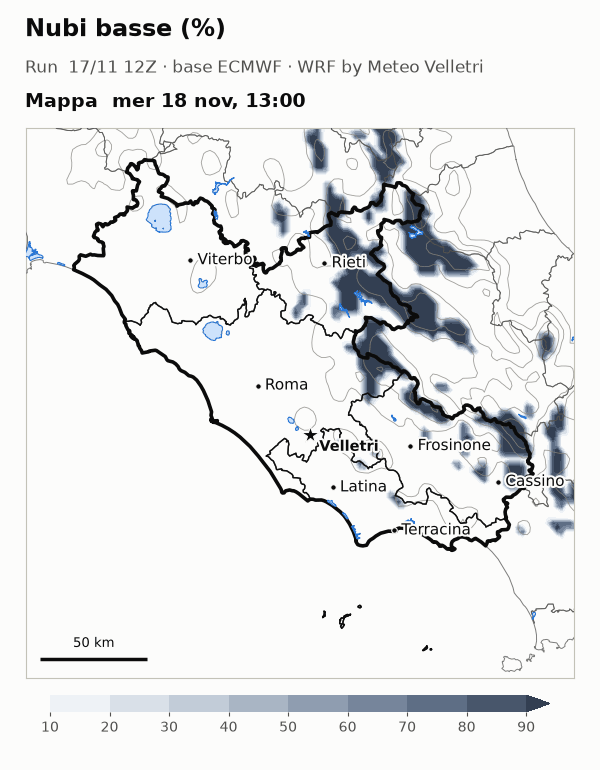 Nubi basse (%)
Run  17/11 12Z · base ECMWF · WRF by Meteo Velletri
Mappa  mer 18 nov, 13:00
Viterbo
Rieti
Roma
Velletri
Frosinone
Cassino
Latina
Terracina
50 km
10 20 30 40 50 60 70 80 90